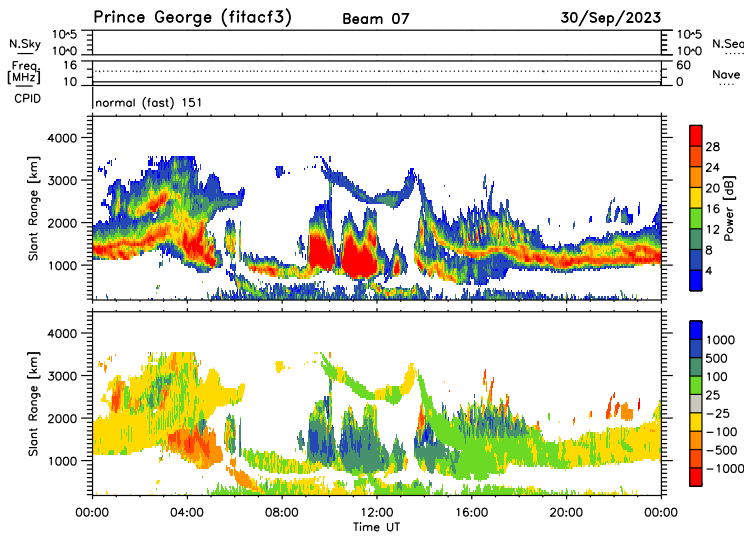 Prince George (fitacf3) Beam 07 30/Sep/2023
N.Sky 10^5 10^5 N.Sea
10^0 10^0
Freq. 16 60
[MHz] 10 0 Nave
CPID normal (fast) 151
4000
3000
2000
1000
Slant Range [km]
28
24
20
16
12
8
4
Power [dB]
4000
3000
2000
1000
Slant Range [km]
1000
500
100
25
-25
-100
-500
-1000
00:00 04:00 08:00 12:00 16:00 20:00 00:00
Time UT